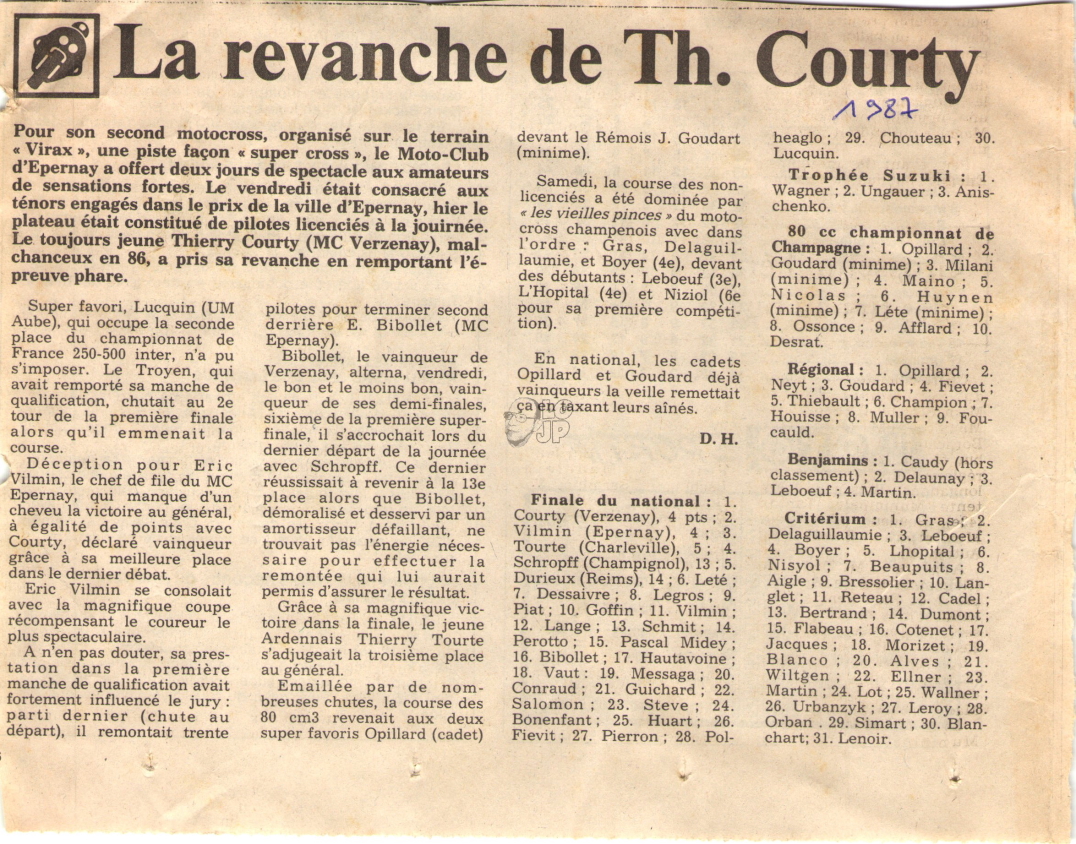 La revanche de Th. Courty
1987
Pour son second motocross, organisé sur le terrain
« Virax », une piste façon « super cross », le Moto-Club
d'Epernay a offert deux jours de spectacle aux amateurs
de sensations fortes. Le vendredi était consacré aux
ténors engagés dans le prix de la ville d'Epernay, hier le
plateau était constitué de pilotes licenciés à la jouirnée.
Le toujours jeune Thierry Courty (MC Verzenay), mal-
chanceux en 86, a pris sa revanche en remportant l'é-
preuve phare.
Super favori, Lucquin (UM
Aube), qui occupe la seconde
place du championnat de
France 250-500 inter, n'a pu
s'imposer. Le Troyen, qui
avait remporté sa manche de
qualification, chutait au 2e
tour de la première finale
alors qu'il emmenait la
course.
Déception pour Eric
Vilmin, le chef de file du MC
Epernay, qui manque d'un
cheveu la victoire au général,
à égalité de points avec
Courty, déclaré vainqueur
grâce à sa meilleure place
dans le dernier débat.
Eric Vilmin se consolait
avec la magnifique coupe
récompensant le coureur le
plus spectaculaire.
A n'en pas douter, sa pres-
tation dans la première
manche de qualification avait
fortement influencé le jury :
parti dernier (chute au
départ), il remontait trente
pilotes pour terminer second
derrière E. Bibollet (MC
Epernay).
Bibollet, le vainqueur de
Verzenay, alterna, vendredi,
le bon et le moins bon, vain-
queur de ses demi-finales,
sixième de la première super-
finale, il s'accrochait lors du
dernier départ de la journée
avec Schropff. Ce dernier
réussissait à revenir à la 13e
place alors que Bibollet,
démoralisé et desservi par un
amortisseur défaillant, ne
trouvait pas l'énergie néces-
saire pour effectuer la
remontée qui lui aurait
permis d'assurer le résultat.
Grâce à sa magnifique vic-
toire dans la finale, le jeune
Ardennais Thierry Tourte
s'adjugeait la troisième place
au général.
Emaillée par de nom-
breuses chutes, la course des
80 cm3 revenait aux deux
super favoris Opillard (cadet)
devant le Rémois J. Goudart
(minime).
Samedi, la course des non-
licenciés a été dominée par
« les vieilles pinces » du moto-
cross champenois avec dans
l'ordre : Gras, Delaguil-
laumie, et Boyer (4e), devant
des débutants : Leboeuf (3e),
L'Hopital (4e) et Niziol (6e
pour sa première compéti-
tion).
En national, les cadets
Opillard et Goudard déjà
vainqueurs la veille remettait
ça en taxant leurs aînés.
JP
D. H.
Finale du national : 1.
Courty (Verzenay), 4 pts ; 2.
Vilmin (Epernay), 4 ; 3.
Tourte (Charleville), 5 ; 4.
Schropff (Champignol), 13 ; 5.
Durieux (Reims), 14 ; 6. Leté ;
7. Dessaivre ; 8. Legros ; 9.
Piat ; 10. Goffin ; 11. Vilmin ;
12. Lange ; 13. Schmit ; 14.
Perotto ; 15. Pascal Midey ;
16. Bibollet ; 17. Hautavoine ;
18. Vaut : 19. Messaga ; 20.
Conraud ; 21. Guichard ; 22.
Salomon ; 23. Steve ; 24.
Bonenfant ; 25. Huart ; 26.
Fievit ; 27. Pierron ; 28. Pol-
heaglo ; 29. Chouteau ; 30.
Lucquin.
Trophée Suzuki : 1.
Wagner ; 2. Ungauer ; 3. Anis-
chenko.
80 cc championnat de
Champagne : 1. Opillard ; 2.
Goudard (minime) ; 3. Milani
(minime) ; 4. Maino ; 5.
Nicolas ; 6. Huynen
(minime) ; 7. Léte (minime) ;
8. Ossonce ; 9. Afflard ; 10.
Desrat.
Régional : 1. Opillard ; 2.
Neyt ; 3. Goudard ; 4. Fievet ;
5. Thiebault ; 6. Champion ; 7.
Houisse ; 8. Muller ; 9. Fou-
cauld.
Benjamins : 1. Caudy (hors
classement) ; 2. Delaunay ; 3.
Leboeuf ; 4. Martin.
Critérium : 1. Gras ; 2.
Delaguillaumie ; 3. Leboeuf ;
4. Boyer ; 5. Lhopital ; 6.
Nisyol ; 7. Beaupuits ; 8.
Aigle ; 9. Bressolier ; 10. Lan-
glet ; 11. Reteau ; 12. Cadel ;
13. Bertrand ; 14. Dumont ;
15. Flabeau ; 16. Cotenet ; 17.
Jacques ; 18. Morizet ; 19.
Blanco ; 20. Alves ; 21.
Wiltgen ; 22. Ellner ; 23.
Martin ; 24. Lot ; 25. Wallner ;
26. Urbanzyk ; 27. Leroy ; 28.
Orban . 29. Simart ; 30. Blan-
chart; 31. Lenoir.